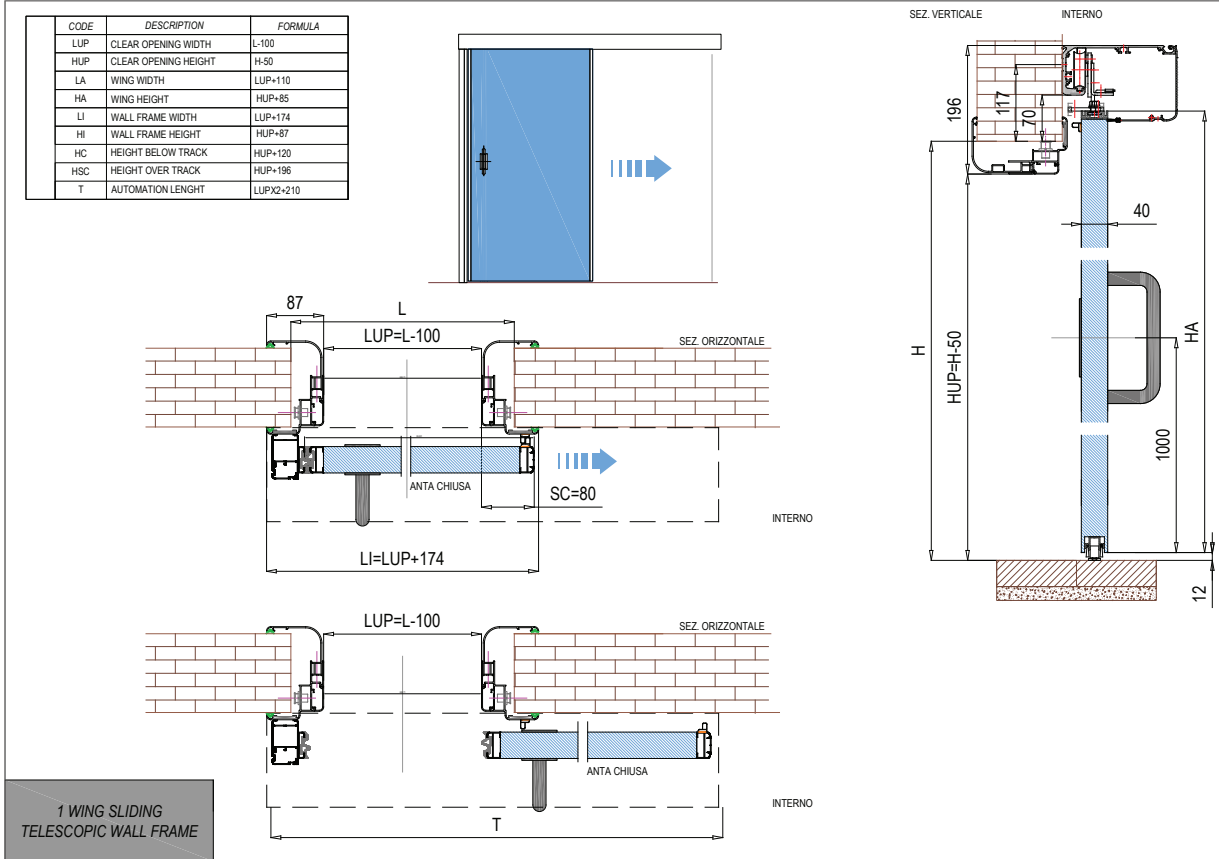 CODE DESCRIPTION FORMULA
LUP CLEAR OPENING WIDTH L-100
HUP CLEAR OPENING HEIGHT H-50
LA WING WIDTH LUP+110
HA WING HEIGHT HUP+85
LI WALL FRAME WIDTH LUP+174
HI WALL FRAME HEIGHT HUP+87
HC HEIGHT BELOW TRACK HUP+120
HSC HEIGHT OVER TRACK HUP+196
T AUTOMATION LENGHT LUPX2+210
SEZ. VERTICALE INTERNO
196
117
70
40
H
HUP=H-50
HA
1000
12
87
L
LUP=L-100
SEZ. ORIZZONTALE
ANTA CHIUSA
SC=80
INTERNO
LI=LUP+174
LUP=L-100
SEZ. ORIZZONTALE
ANTA CHIUSA
INTERNO
T
1 WING SLIDING
TELESCOPIC WALL FRAME